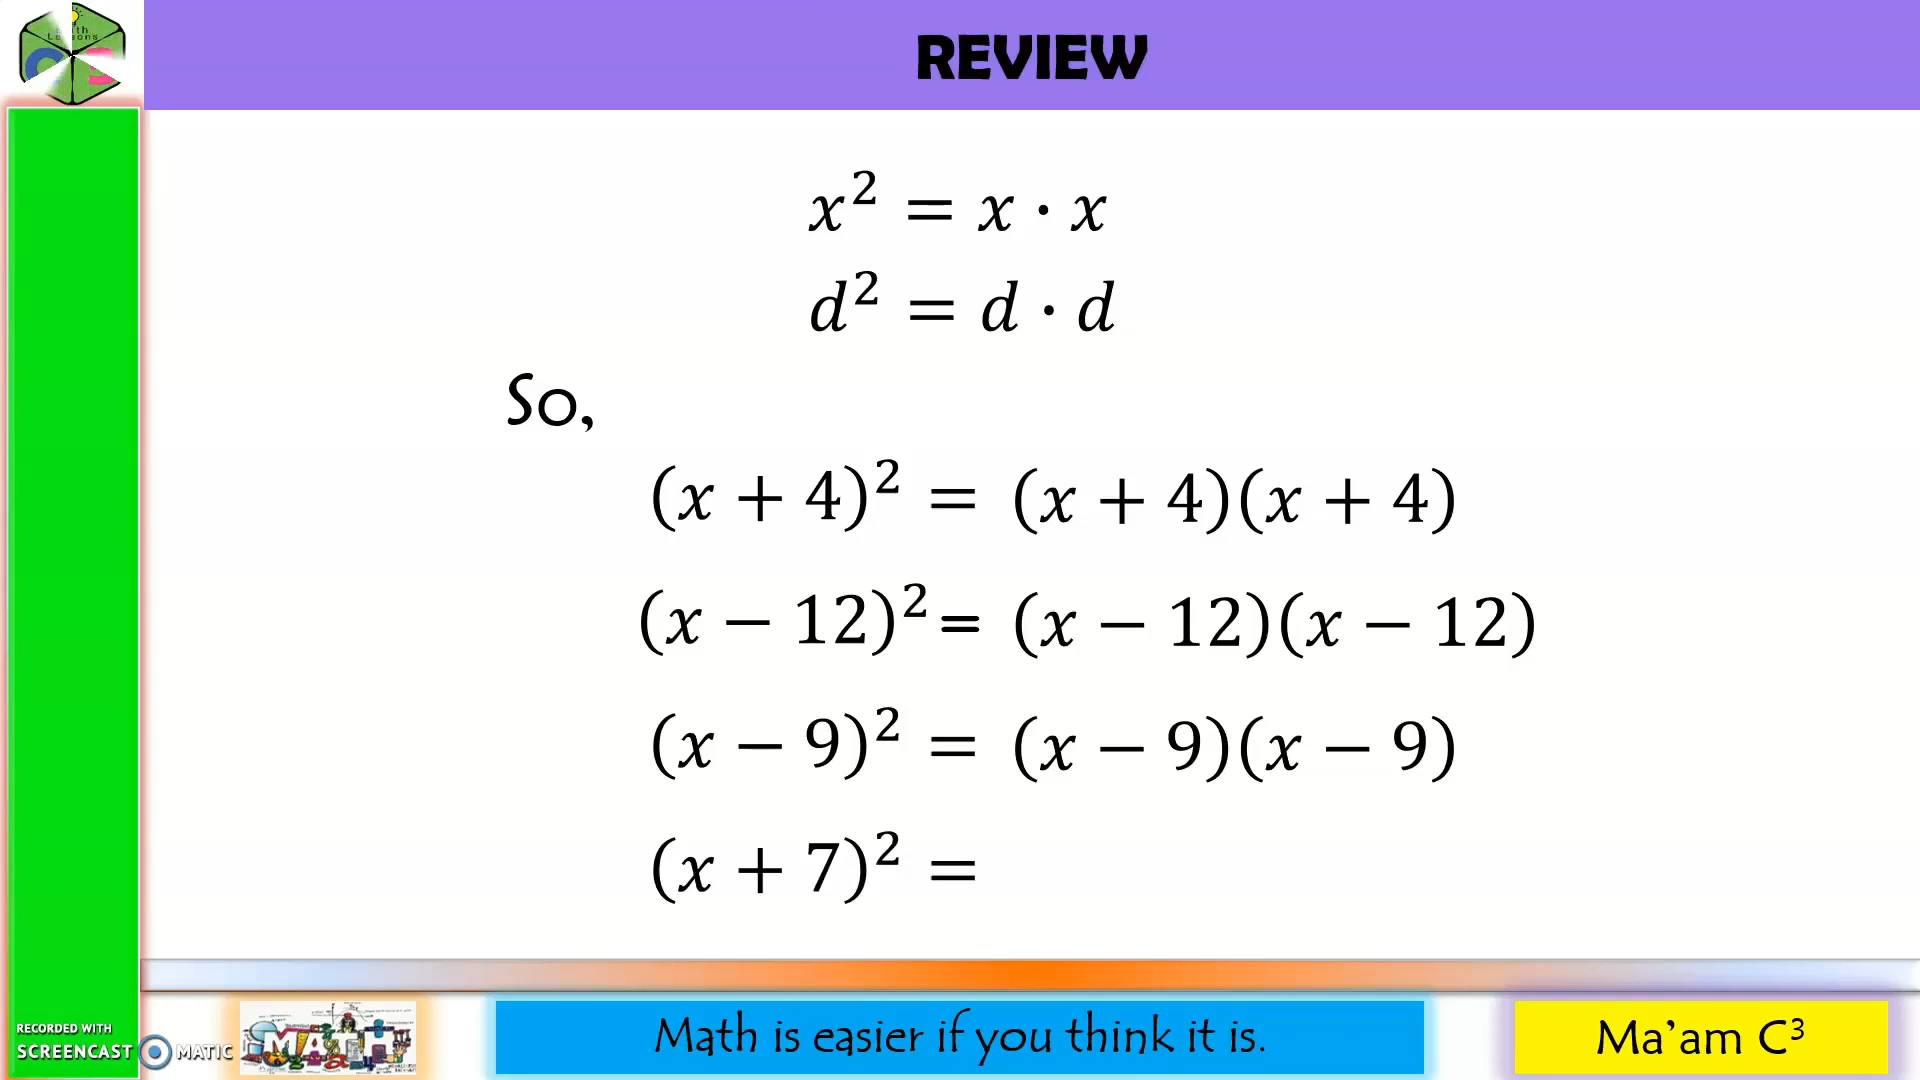 REVIEW
x² = x · x
d² = d · d
So,
(x + 4)² = (x + 4)(x + 4)
(x − 12)² = (x − 12)(x − 12)
(x − 9)² = (x − 9)(x − 9)
(x + 7)² =
RECORDED WITH
SCREENCAST MATIC
MATH
Math is easier if you think it is.
Ma’am C³